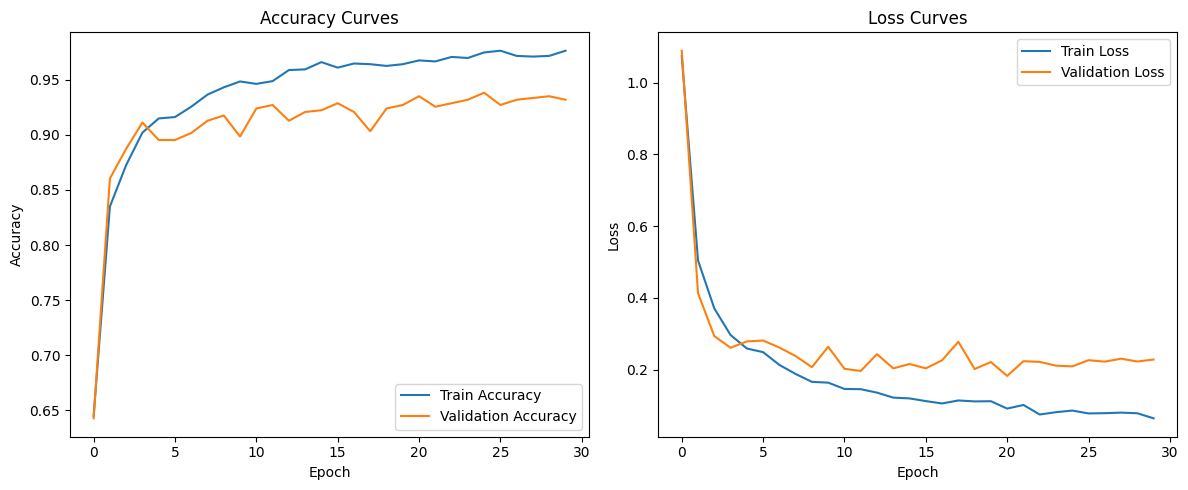 Accuracy Curves
Accuracy
0.95
0.90
0.85
0.80
0.75
0.70
0.65
Train Accuracy
Validation Accuracy
0 5 10 15 20 25 30
Epoch
Loss Curves
Train Loss
Validation Loss
Loss
1.0
0.8
0.6
0.4
0.2
0 5 10 15 20 25 30
Epoch